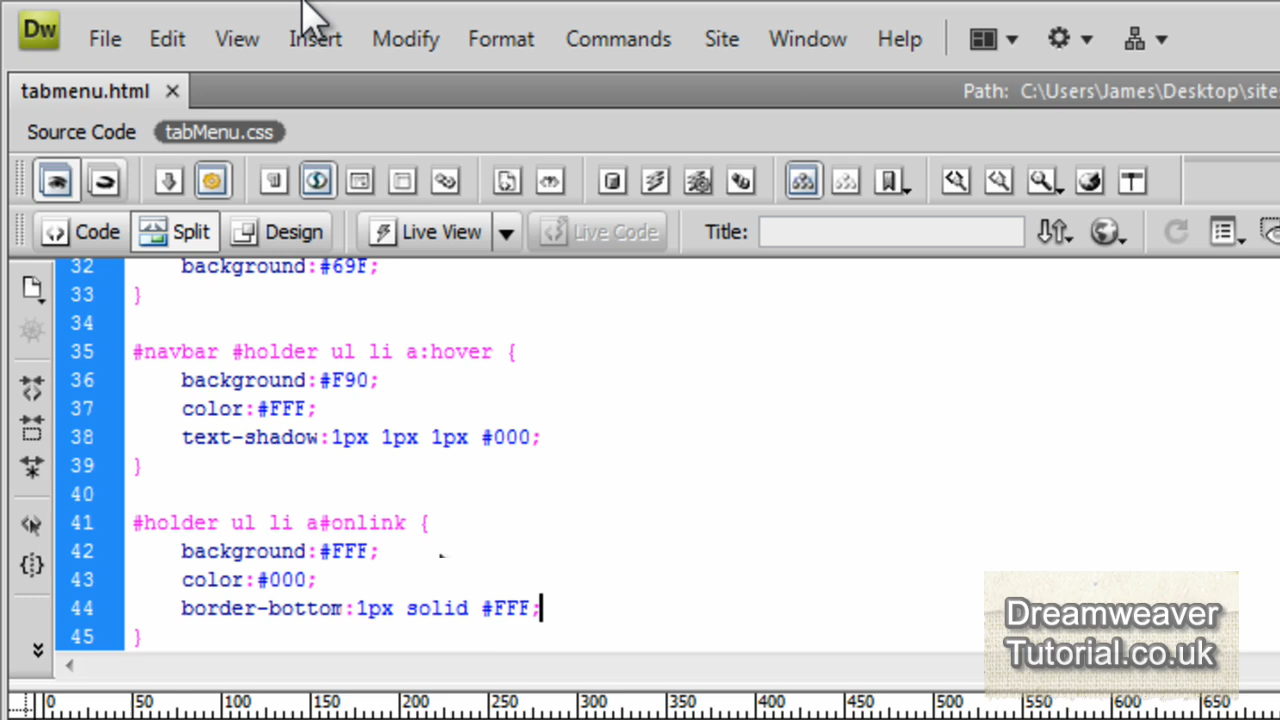 Dw File Edit View Insert Modify Format Commands Site Window Help
tabmenu.html × Path: C:\Users\James\Desktop\site
Source Code tabMenu.css
Code Split Design Live View Live Code Title:
32 background:#69F;
33 }
34
35 #navbar #holder ul li a:hover {
36 background:#F90;
37 color:#FFF;
38 text-shadow:1px 1px 1px #000;
39 }
40
41 #holder ul li a#onlink {
42 background:#FFF;
43 color:#000;
44 border-bottom:1px solid #FFF;
45 }
Dreamweaver
Tutorial.co.uk
0 50 100 150 200 250 300 350 400 450 500 550 600 650